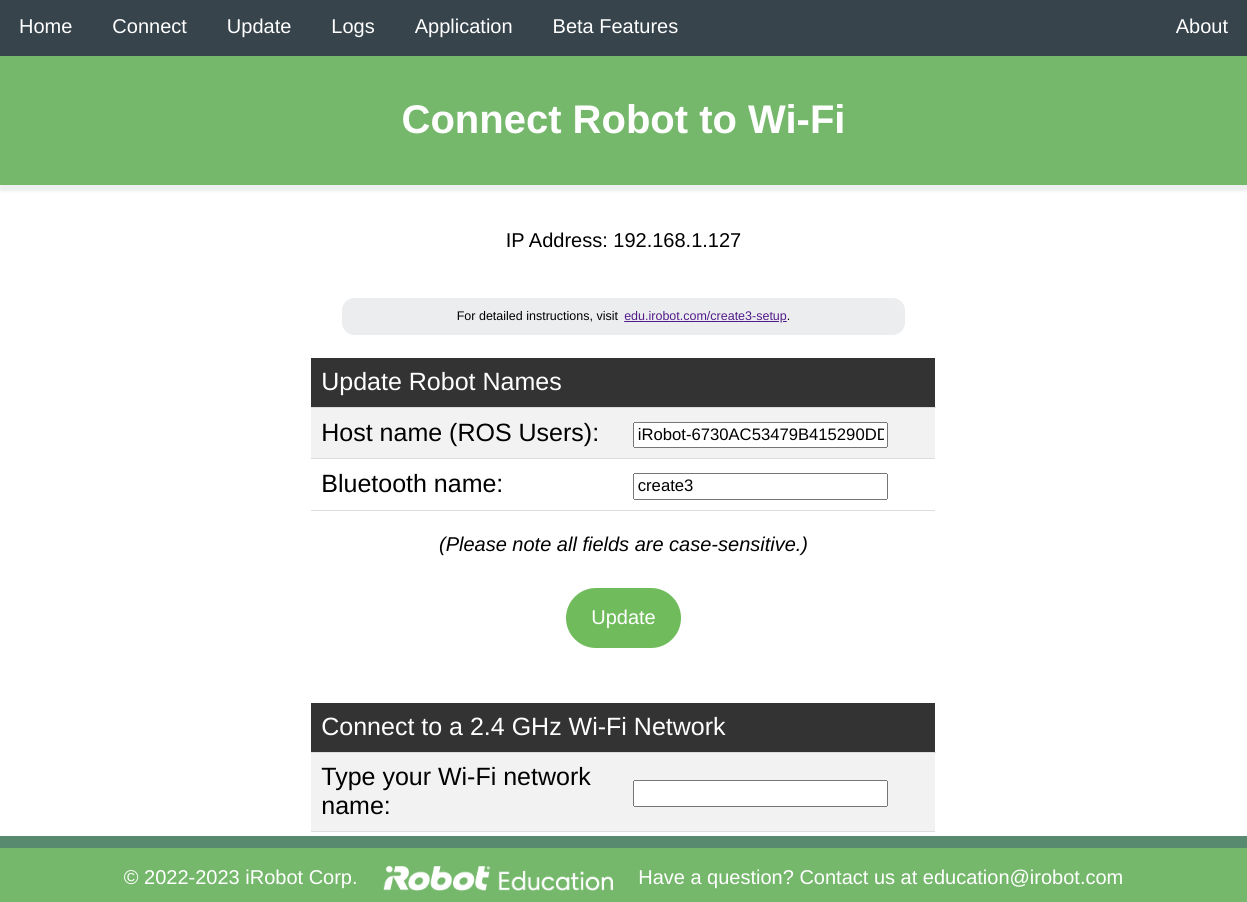 Home Connect Update Logs Application Beta Features About
Connect Robot to Wi-Fi
IP Address: 192.168.1.127
For detailed instructions, visit edu.irobot.com/create3-setup.
Update Robot Names
Host name (ROS Users): iRobot-6730AC53479B415290DD
Bluetooth name: create3
(Please note all fields are case-sensitive.)
Update
Connect to a 2.4 GHz Wi-Fi Network
Type your Wi-Fi network
name:
© 2022-2023 iRobot Corp. iRobot Education Have a question? Contact us at education@irobot.com